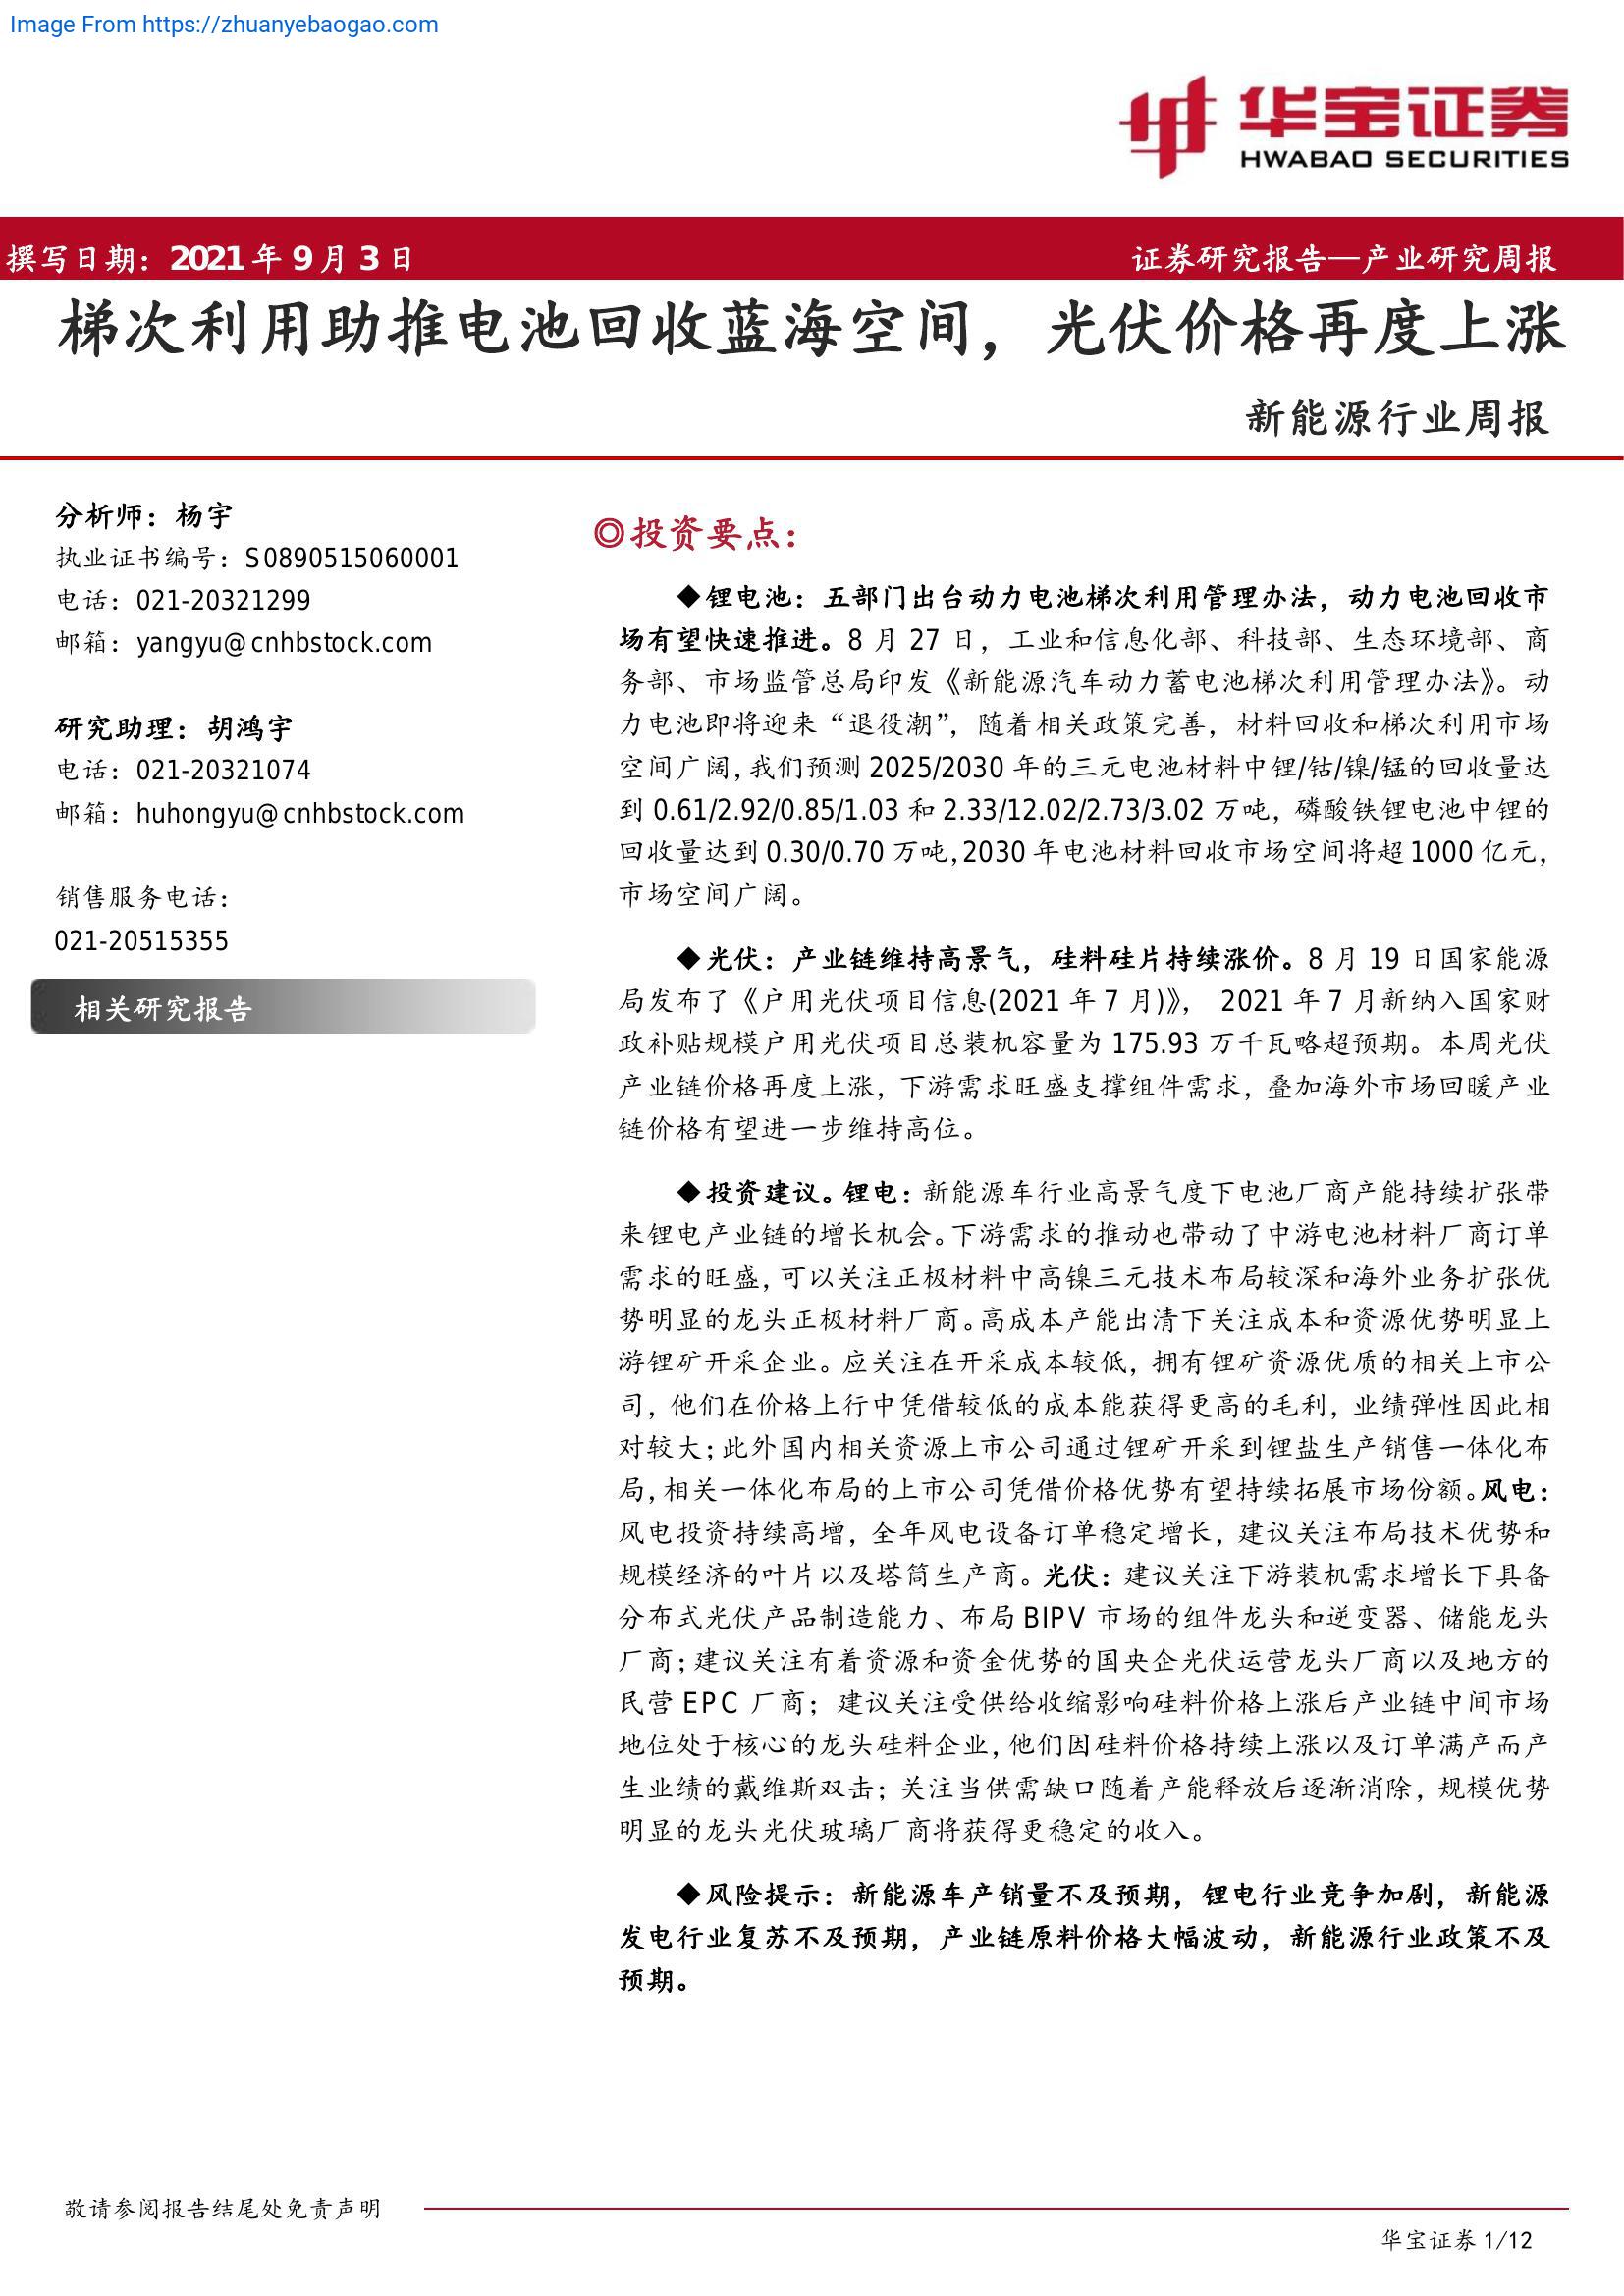 Image From https://zhuanyebaogao.com
华宝证券
HWABAO SECURITIES
撰写日期：2021 年 9 月 3 日
证券研究报告—产业研究周报
梯次利用助推电池回收蓝海空间，光伏价格再度上涨
新能源行业周报
分析师：杨宇
执业证书编号：S0890515060001
电话：021-20321299
邮箱：yangyu@cnhbstock.com
研究助理：胡鸿宇
电话：021-20321074
邮箱：huhongyu@cnhbstock.com
销售服务电话：
021-20515355
相关研究报告
◎投资要点：
◆锂电池：五部门出台动力电池梯次利用管理办法，动力电池回收市
场有望快速推进。8 月 27 日，工业和信息化部、科技部、生态环境部、商
务部、市场监管总局印发《新能源汽车动力蓄电池梯次利用管理办法》。动
力电池即将迎来“退役潮”，随着相关政策完善，材料回收和梯次利用市场
空间广阔，我们预测 2025/2030 年的三元电池材料中锂/钴/镍/锰的回收量达
到 0.61/2.92/0.85/1.03 和 2.33/12.02/2.73/3.02 万吨，磷酸铁锂电池中锂的
回收量达到 0.30/0.70 万吨，2030 年电池材料回收市场空间将超 1000 亿元，
市场空间广阔。
◆光伏：产业链维持高景气，硅料硅片持续涨价。8 月 19 日国家能源
局发布了《户用光伏项目信息(2021 年 7 月)》， 2021 年 7 月新纳入国家财
政补贴规模户用光伏项目总装机容量为 175.93 万千瓦略超预期。本周光伏
产业链价格再度上涨，下游需求旺盛支撑组件需求，叠加海外市场回暖产业
链价格有望进一步维持高位。
◆投资建议。锂电：新能源车行业高景气度下电池厂商产能持续扩张带
来锂电产业链的增长机会。下游需求的推动也带动了中游电池材料厂商订单
需求的旺盛，可以关注正极材料中高镍三元技术布局较深和海外业务扩张优
势明显的龙头正极材料厂商。高成本产能出清下关注成本和资源优势明显上
游锂矿开采企业。应关注在开采成本较低，拥有锂矿资源优质的相关上市公
司，他们在价格上行中凭借较低的成本能获得更高的毛利，业绩弹性因此相
对较大；此外国内相关资源上市公司通过锂矿开采到锂盐生产销售一体化布
局，相关一体化布局的上市公司凭借价格优势有望持续拓展市场份额。风电：
风电投资持续高增，全年风电设备订单稳定增长，建议关注布局技术优势和
规模经济的叶片以及塔筒生产商。光伏：建议关注下游装机需求增长下具备
分布式光伏产品制造能力、布局 BIPV 市场的组件龙头和逆变器、储能龙头
厂商；建议关注有着资源和资金优势的国央企光伏运营龙头厂商以及地方的
民营 EPC 厂商；建议关注受供给收缩影响硅料价格上涨后产业链中间市场
地位处于核心的龙头硅料企业，他们因硅料价格持续上涨以及订单满产而产
生业绩的戴维斯双击；关注当供需缺口随着产能释放后逐渐消除，规模优势
明显的龙头光伏玻璃厂商将获得更稳定的收入。
◆风险提示：新能源车产销量不及预期，锂电行业竞争加剧，新能源
发电行业复苏不及预期，产业链原料价格大幅波动，新能源行业政策不及
预期。
敬请参阅报告结尾处免责声明
华宝证券 1/12